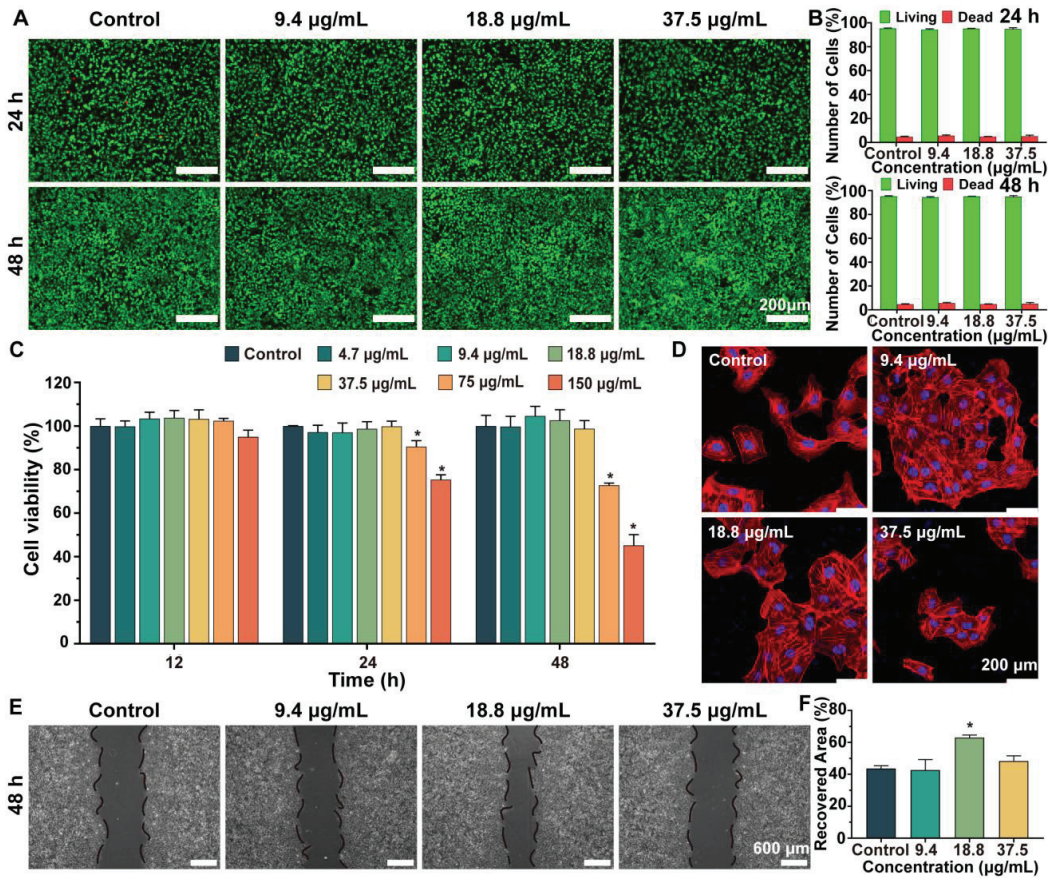 A
Control
9.4 µg/mL
18.8 µg/mL
37.5 µg/mL
24 h
48 h
200µm
B
Living Dead 24 h
Number of Cells (%)
100
80
60
40
20
0
Control 9.4 18.8 37.5
Concentration (µg/mL)
Living Dead 48 h
Number of Cells (%)
100
80
60
40
20
0
Control 9.4 18.8 37.5
Concentration (µg/mL)
C
Control 4.7 µg/mL 9.4 µg/mL 18.8 µg/mL
37.5 µg/mL 75 µg/mL 150 µg/mL
Cell viability (%)
120
100
80
60
40
20
0
* * * *
12 24 48
Time (h)
D
Control
9.4 µg/mL
18.8 µg/mL
37.5 µg/mL
200 µm
E
Control
9.4 µg/mL
18.8 µg/mL
37.5 µg/mL
48 h
600 µm
F
Recovered Area (%)
80
60
40
20
0
*
Control 9.4 18.8 37.5
Concentration (µg/mL)